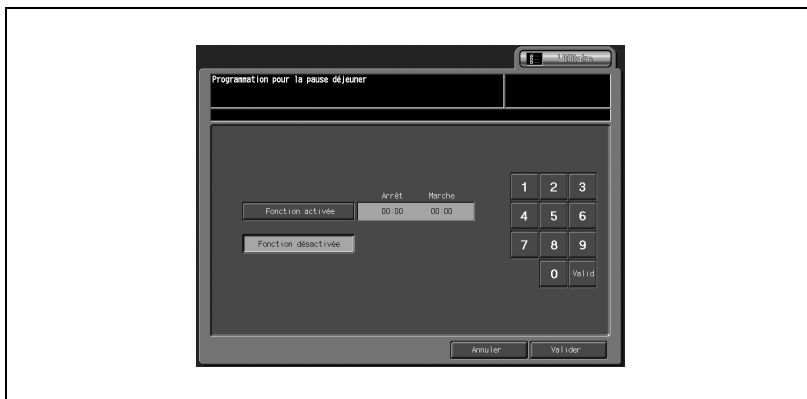 Utilitaire
Programmation pour la pause déjeuner
Arrêt Marche
Fonction activée 00:00 00:00
Fonction désactivée
1 2 3
4 5 6
7 8 9
0 Valid
Annuler Valider